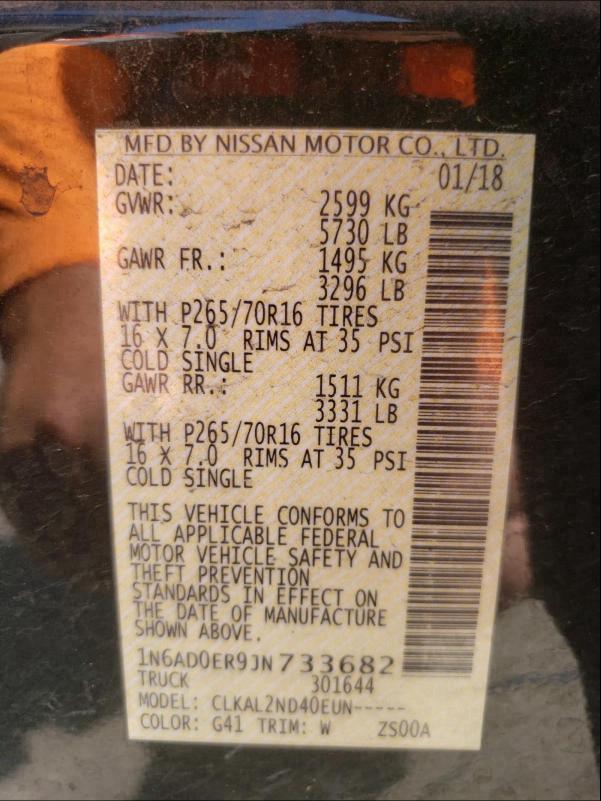 MFD BY NISSAN MOTOR CO., LTD.
DATE: 01/18
GVWR: 2599 KG
5730 LB
GAWR FR.: 1495 KG
3296 LB
WITH P265/70R16 TIRES
16 X 7.0 RIMS AT 35 PSI
COLD SINGLE
GAWR RR.: 1511 KG
3331 LB
WITH P265/70R16 TIRES
16 X 7.0 RIMS AT 35 PSI
COLD SINGLE
THIS VEHICLE CONFORMS TO
ALL APPLICABLE FEDERAL
MOTOR VEHICLE SAFETY AND
THEFT PREVENTION
STANDARDS IN EFFECT ON
THE DATE OF MANUFACTURE
SHOWN ABOVE.
1N6AD0ER9JN733682
TRUCK 301644
MODEL: CLKAL2ND40EUN-----
COLOR: G41 TRIM: W ZS00A